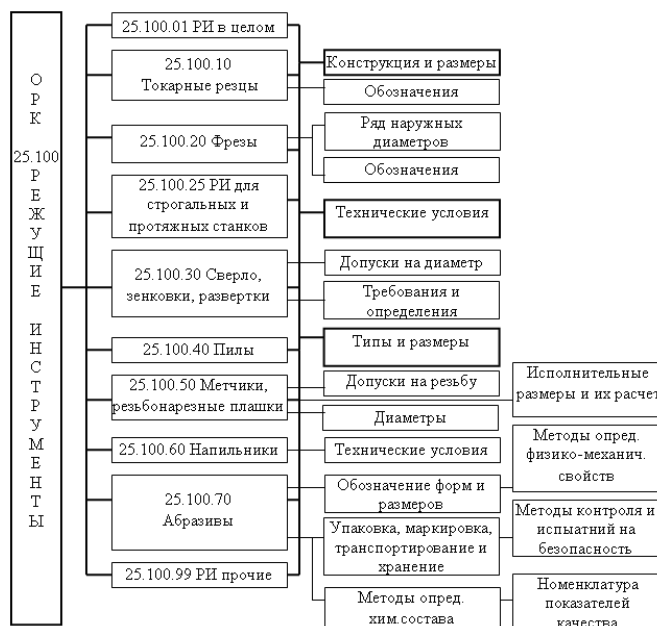 ОРК 25.100 РЕЖУЩИЕ ИНСТРУМЕНТЫ
25.100.01 РИ в целом
25.100.10
Токарные резцы
25.100.20 Фрезы
25.100.25 РИ для
строгальных и
протяжных станков
25.100.30 Сверло,
зенковки, развертки
25.100.40 Пилы
25.100.50 Метчики,
резьбонарезные плашки
25.100.60 Напильники
25.100.70
Абразивы
25.100.99 РИ прочие
Конструкция и размеры
Обозначения
Ряд наружных
диаметров
Обозначения
Технические условия
Допуски на диаметр
Требования и
определения
Типы и размеры
Допуски на резьбу
Диаметры
Технические условия
Обозначение форм и
размеров
Упаковка, маркировка,
транспортирование и
хранение
Методы опред.
хим.состава
Исполнительные
размеры и их расчет
Методы опред.
физико-механич.
свойств
Методы контроля и
испыатний на
безопасность
Номенклатура
показателей
качества